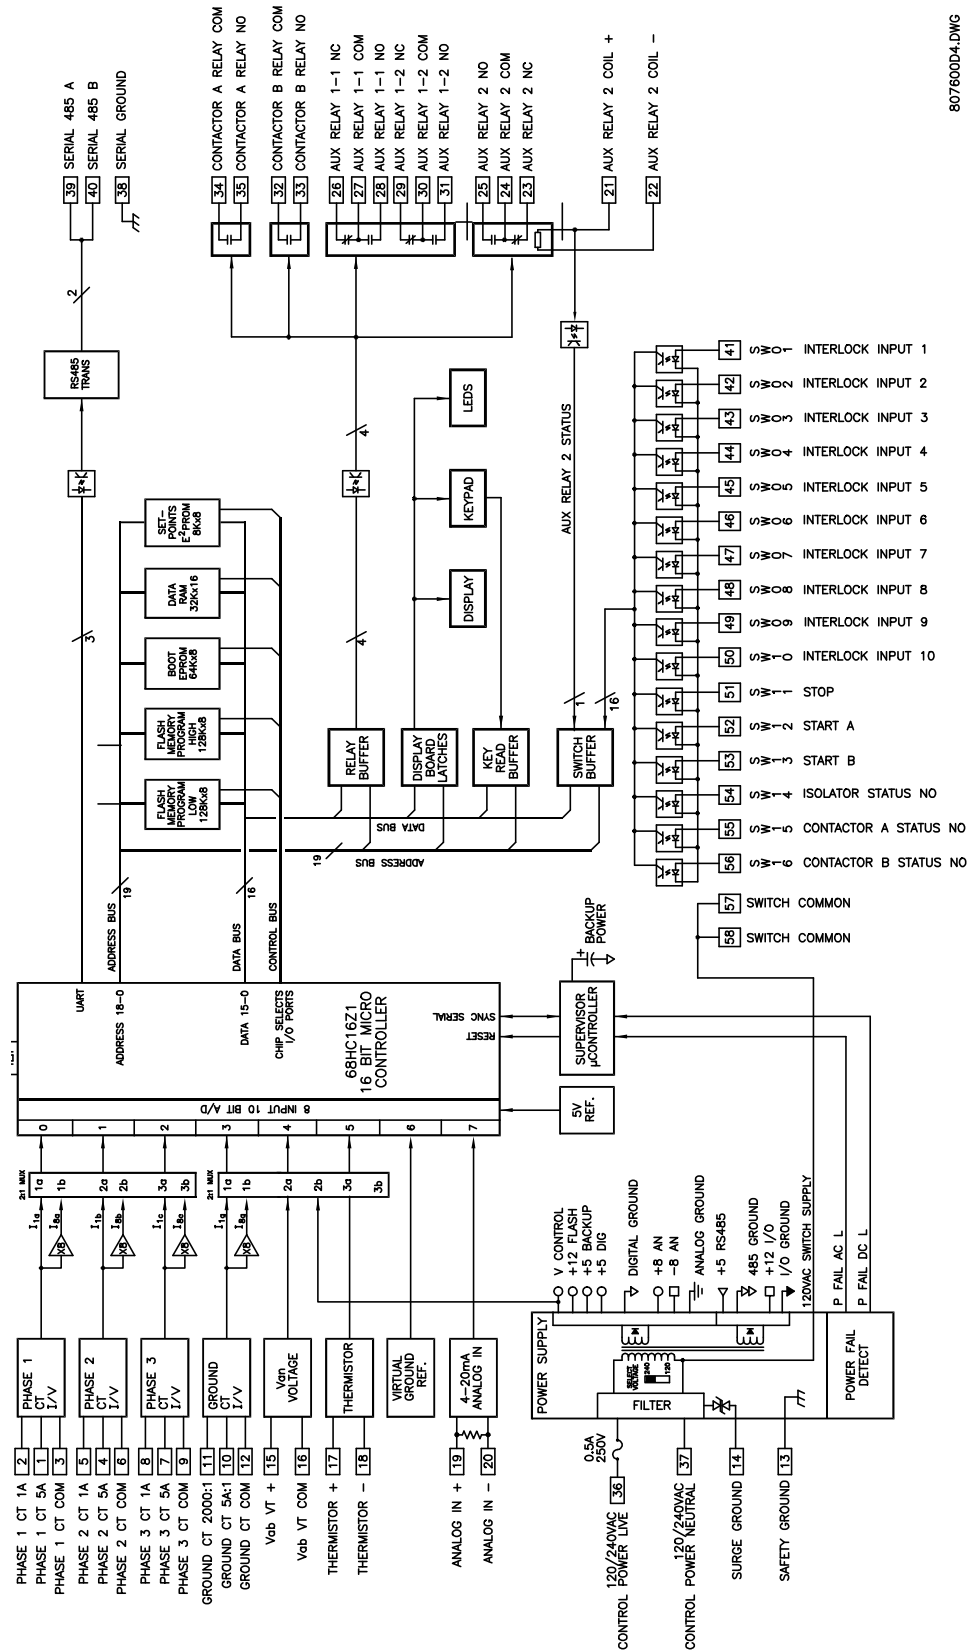 39 SERIAL 485 A
40 SERIAL 485 B
38 SERIAL GROUND
34 CONTACTOR A RELAY COM
35 CONTACTOR A RELAY NO
32 CONTACTOR B RELAY COM
33 CONTACTOR B RELAY NO
26 AUX RELAY 1-1 NC
27 AUX RELAY 1-1 COM
28 AUX RELAY 1-1 NO
29 AUX RELAY 1-2 NC
30 AUX RELAY 1-2 COM
31 AUX RELAY 1-2 NO
25 AUX RELAY 2 NO
24 AUX RELAY 2 COM
23 AUX RELAY 2 NC
21 AUX RELAY 2 COIL +
22 AUX RELAY 2 COIL -
807600D4.DWG
2
RS485
TRANS
3
SET-
POINTS
E²PROM
8Kx8
DATA
RAM
32Kx16
BOOT
EPROM
64Kx8
FLASH
MEMORY
PROGRAM
HIGH
128Kx8
FLASH
MEMORY
PROGRAM
LOW
128Kx8
4
4
LEDS
KEYPAD
DISPLAY
AUX RELAY 2 STATUS
1
16
RELAY
BUFFER
DISPLAY
BOARD
LATCHES
KEY
READ
BUFFER
SWITCH
BUFFER
DATA BUS
ADDRESS BUS
19
41 SW01 INTERLOCK INPUT 1
42 SW02 INTERLOCK INPUT 2
43 SW03 INTERLOCK INPUT 3
44 SW04 INTERLOCK INPUT 4
45 SW05 INTERLOCK INPUT 5
46 SW06 INTERLOCK INPUT 6
47 SW07 INTERLOCK INPUT 7
48 SW08 INTERLOCK INPUT 8
49 SW09 INTERLOCK INPUT 9
50 SW10 INTERLOCK INPUT 10
51 SW11 STOP
52 SW12 START A
53 SW13 START B
54 SW14 ISOLATOR STATUS NO
55 SW15 CONTACTOR A STATUS NO
56 SW16 CONTACTOR B STATUS NO
57 SWITCH COMMON
58 SWITCH COMMON
ADDRESS BUS
19
DATA BUS
16
CONTROL BUS
UART
ADDRESS 18-0
DATA 15-0
CHIP SELECTS
I/O PORTS
68HC16Z1
16 BIT MICRO
CONTROLLER
SYNC SERIAL
RESET
8 INPUT 10 BIT A/D
0
1
2
3
4
5
6
7
SUPERVISOR
µCONTROLLER
+
BACKUP
POWER
5V
REF.
2:1 MUX
1a
1b
2a
2b
3a
3b
2:1 MUX
1a
1b
2a
2b
3a
3b
I1a
I8a
X8
I1b
I8b
X8
I1c
I8c
X8
I1g
I8g
X8
PHASE 1
CT
I/V
PHASE 2
CT
I/V
PHASE 3
CT
I/V
GROUND
CT
I/V
Van
VOLTAGE
THERMISTOR
VIRTUAL
GROUND
REF.
4-20mA
ANALOG IN
2 PHASE 1 CT 1A
1 PHASE 1 CT 5A
3 PHASE 1 CT COM
5 PHASE 2 CT 1A
4 PHASE 2 CT 5A
6 PHASE 2 CT COM
8 PHASE 3 CT 1A
7 PHASE 3 CT 5A
9 PHASE 3 CT COM
11 GROUND CT 2000:1
10 GROUND CT 5A:1
12 GROUND CT COM
15 Vab VT +
16 Vab VT COM
17 THERMISTOR +
18 THERMISTOR -
19 ANALOG IN +
20 ANALOG IN -
V CONTROL
+12 FLASH
+5 BACKUP
+5 DIG
DIGITAL GROUND
+8 AN
-8 AN
ANALOG GROUND
+5 RS485
485 GROUND
+12 I/O
I/O GROUND
120VAC SWITCH SUPPLY
P FAIL AC L
P FAIL DC L
POWER SUPPLY
SELECT
VOLTAGE
240
120
FILTER
POWER FAIL
DETECT
0.5A
250V
36 120/240VAC
CONTROL POWER LIVE
37 120/240VAC
CONTROL POWER NEUTRAL
14 SURGE GROUND
13 SAFETY GROUND